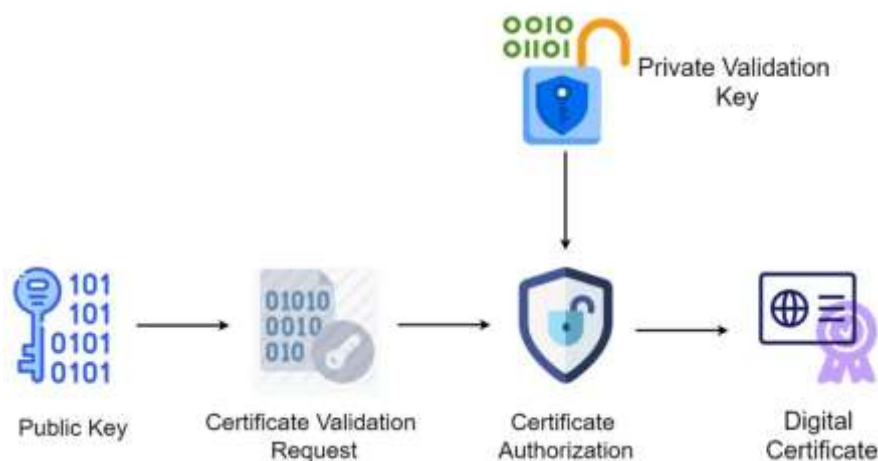 0010
01101
Private Validation
Key
101
101
0101
0101
01010
0010
010
Public Key
Certificate Validation
Request
Certificate
Authorization
Digital
Certificate